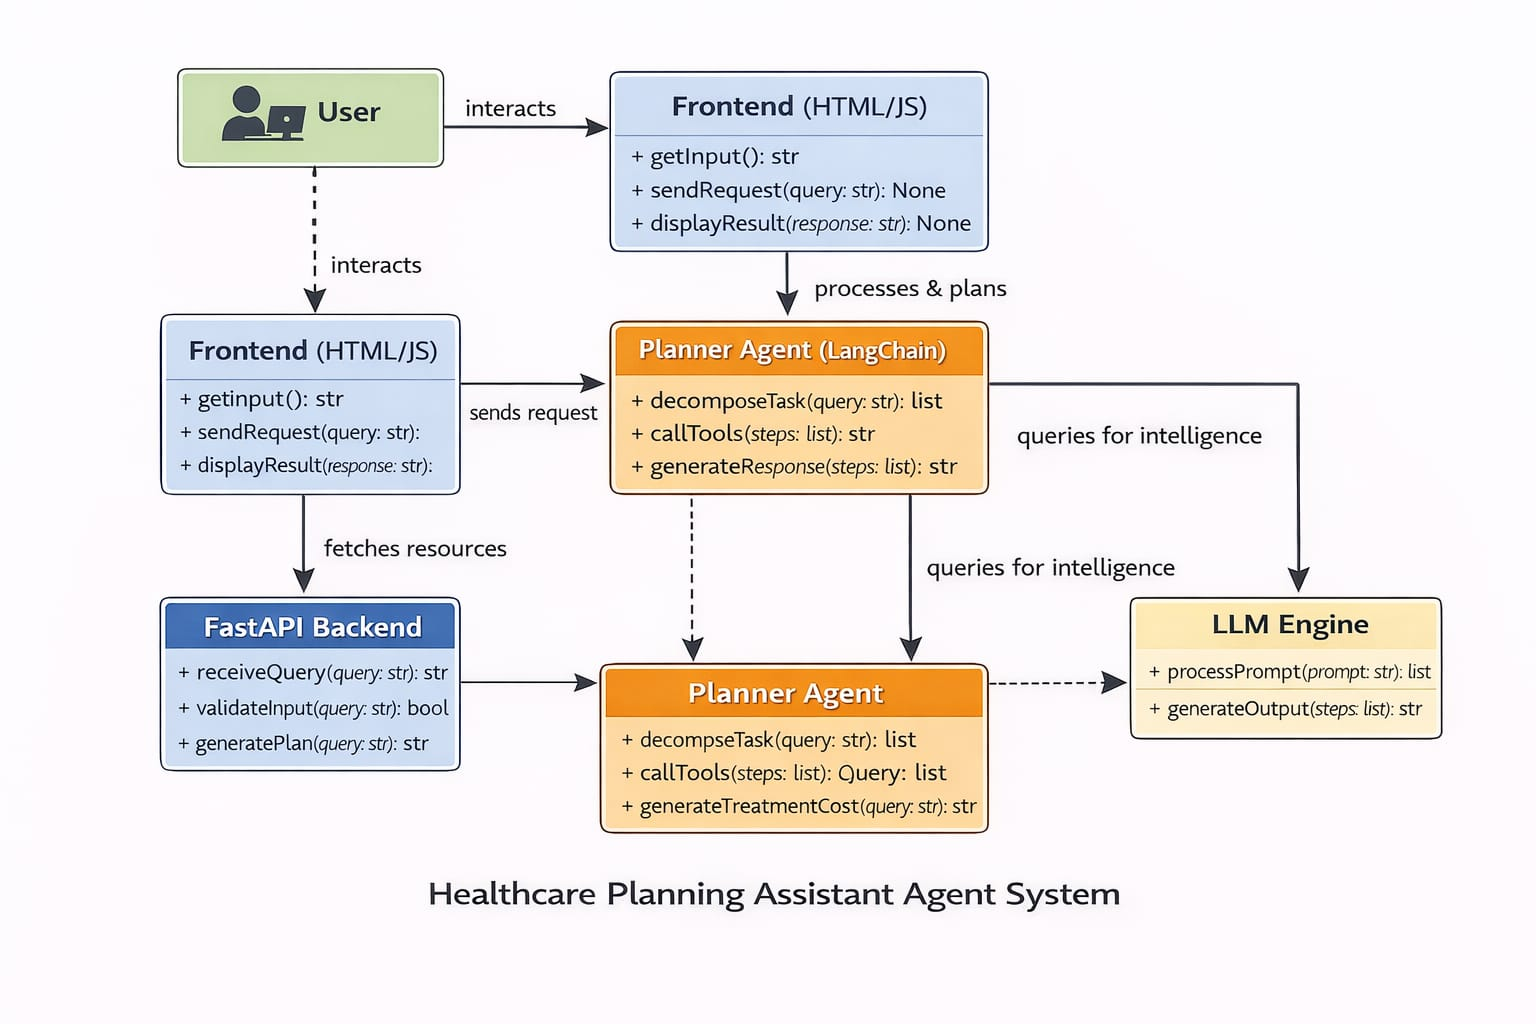 User
interacts
Frontend (HTML/JS)
+ getInput(): str
+ sendRequest(query: str): None
+ displayResult(response: str): None
interacts
processes & plans
Frontend (HTML/JS)
+ getinput(): str
+ sendRequest(query: str):
+ displayResult(response: str):
sends request
Planner Agent (LangChain)
+ decomposeTask(query: str): list
+ callTools(steps: list): str
+ generateResponse(steps: list): str
queries for intelligence
fetches resources
queries for intelligence
FastAPI Backend
+ receiveQuery(query: str): str
+ validateInput(query: str): bool
+ generatePlan(query: str): str
Planner Agent
+ decompseTask(query: str): list
+ callTools(steps: list): Query: list
+ generateTreatmentCost(query: str): str
LLM Engine
+ processPrompt(prompt: str): list
+ generateOutput(steps: list): str
Healthcare Planning Assistant Agent System